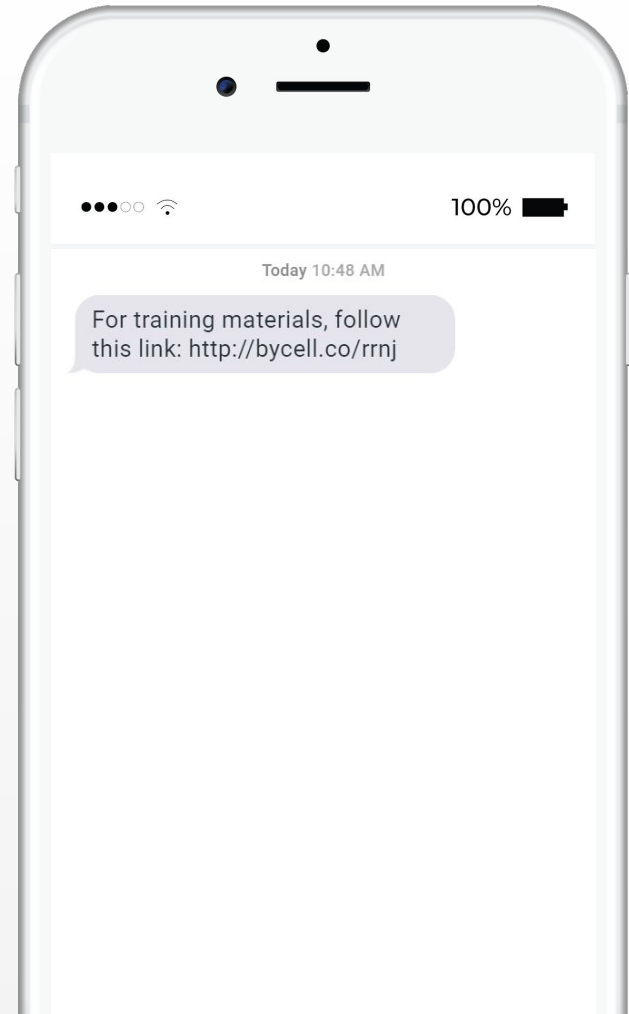 100%
Today 10:48 AM
For training materials, follow
this link: http://bycell.co/rrnj